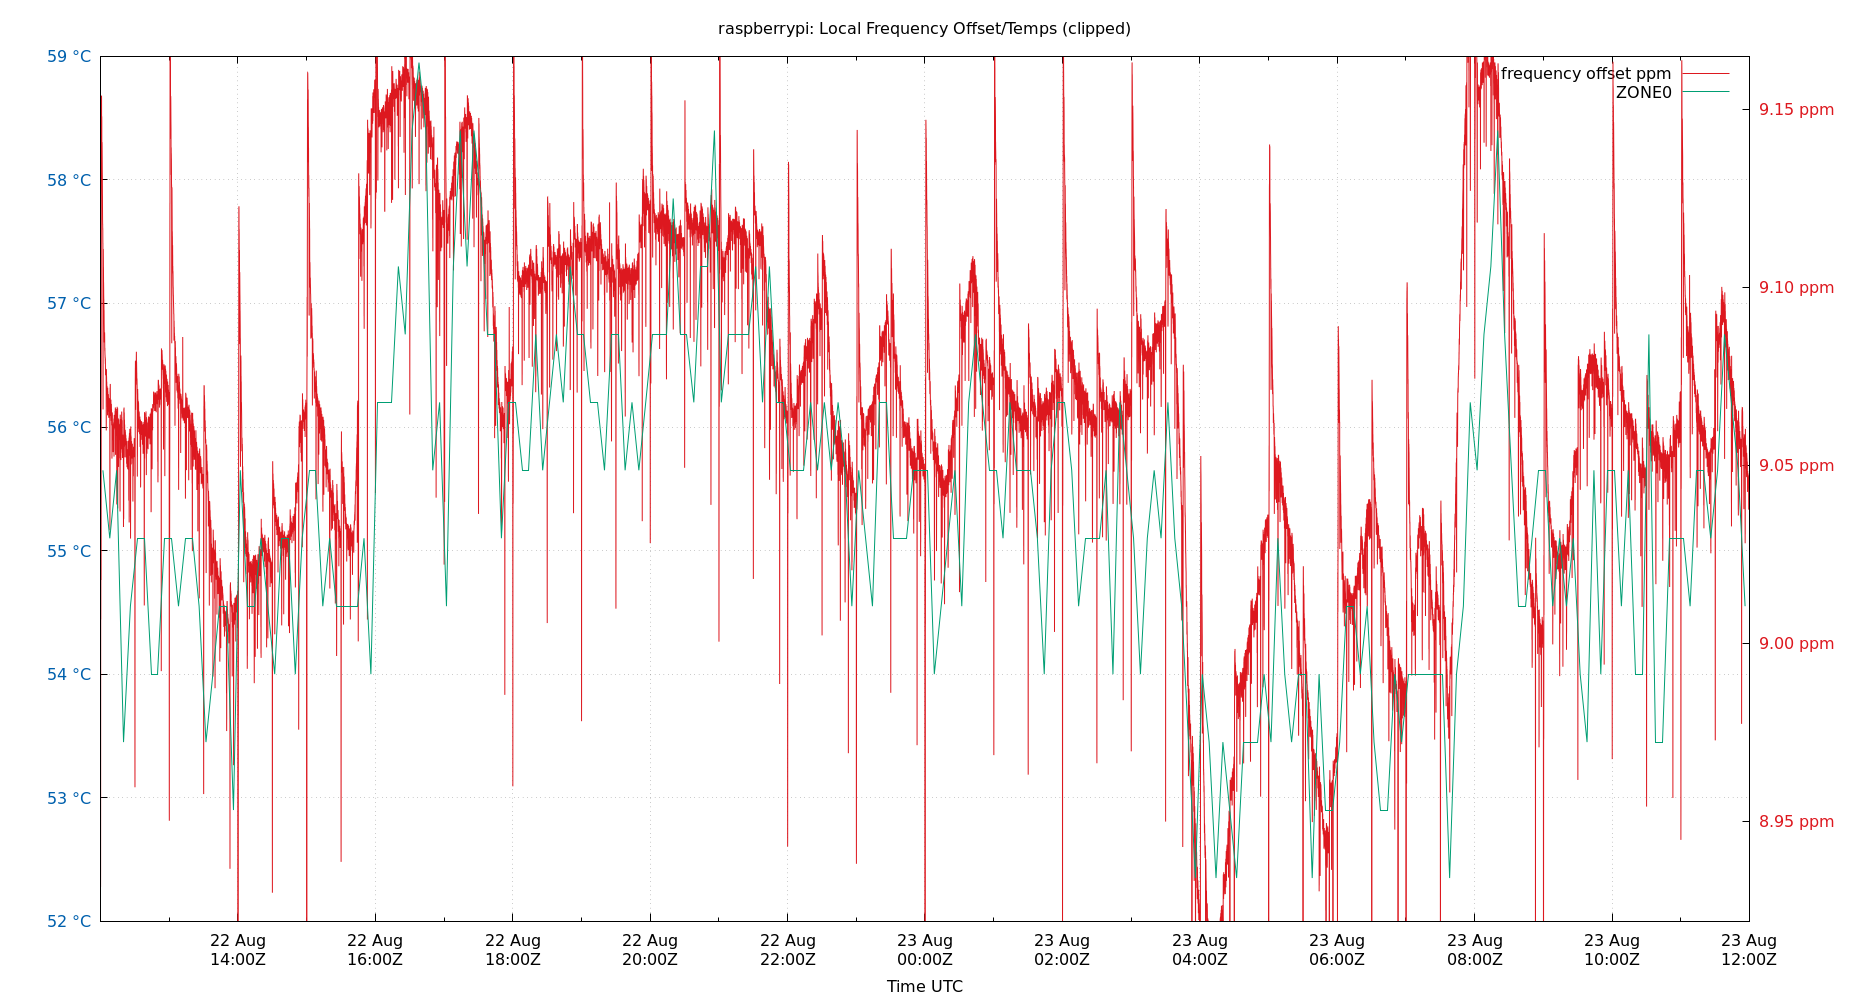 raspberrypi: Local Frequency Offset/Temps (clipped)
frequency offset ppm
ZONE0
59 °C
58 °C
57 °C
56 °C
55 °C
54 °C
53 °C
52 °C
9.15 ppm
9.10 ppm
9.05 ppm
9.00 ppm
8.95 ppm
22 Aug
14:00Z
22 Aug
16:00Z
22 Aug
18:00Z
22 Aug
20:00Z
22 Aug
22:00Z
23 Aug
00:00Z
23 Aug
02:00Z
23 Aug
04:00Z
23 Aug
06:00Z
23 Aug
08:00Z
23 Aug
10:00Z
23 Aug
12:00Z
Time UTC